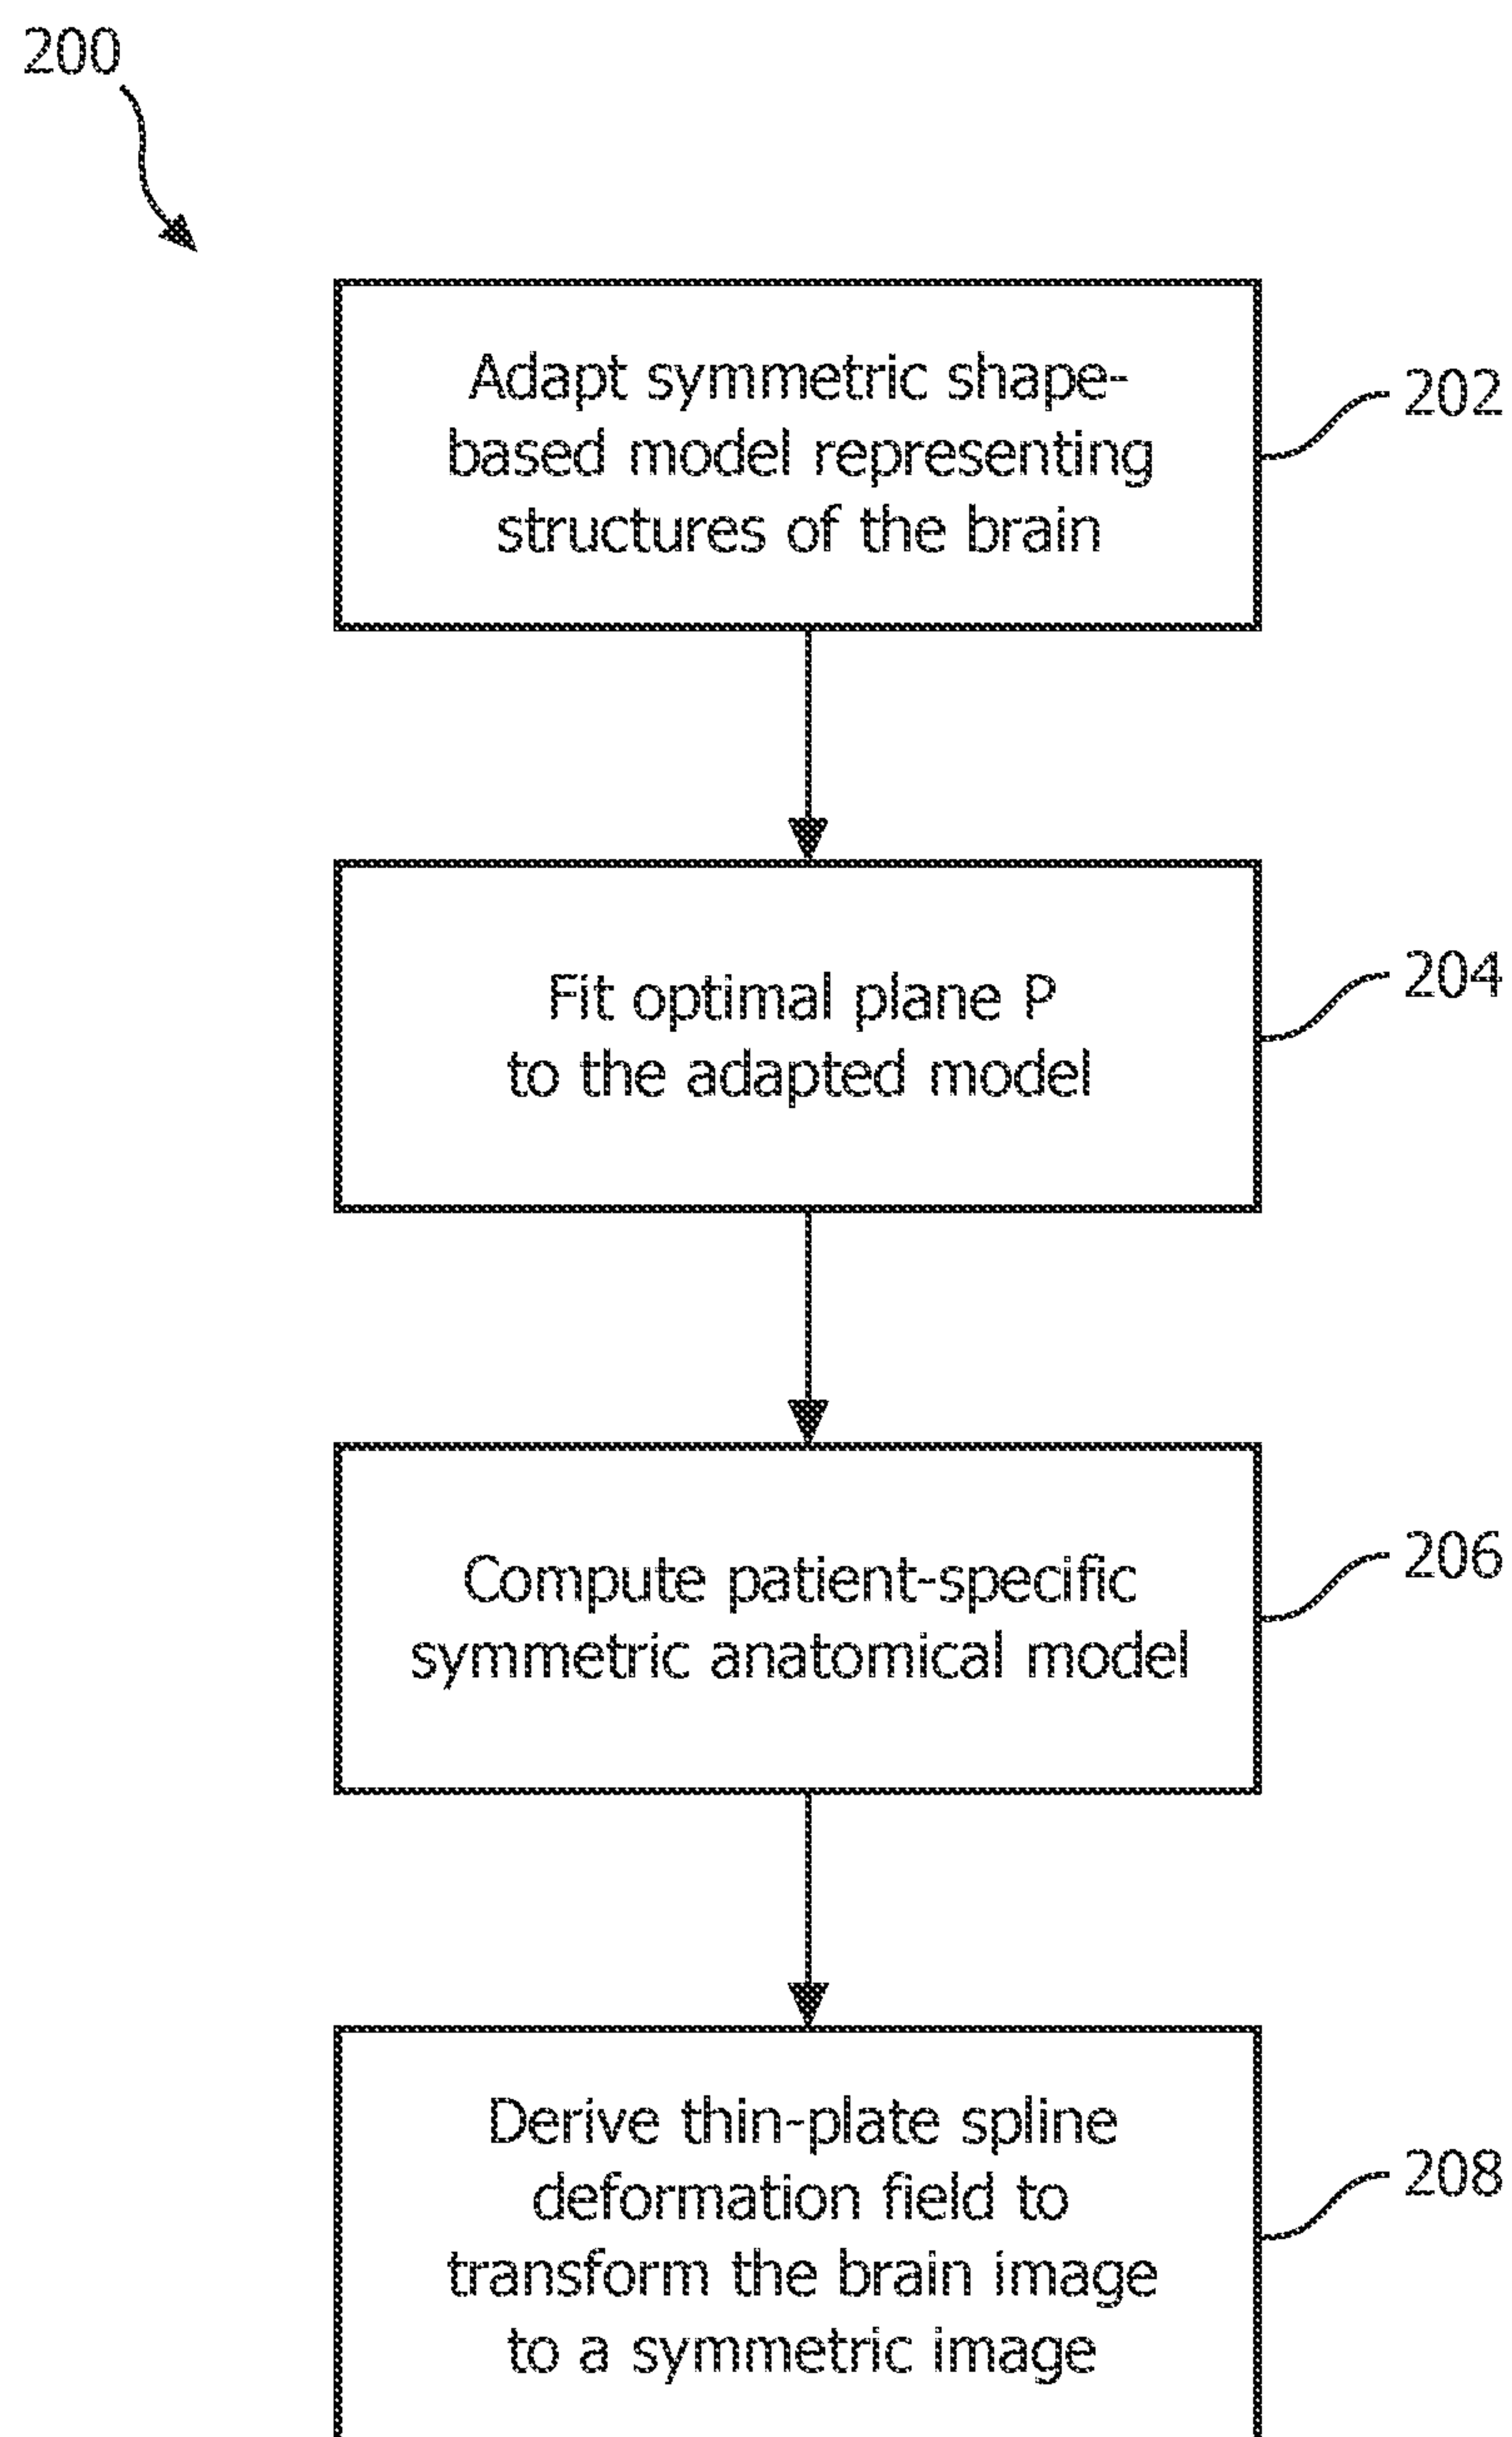 200
Adapt symmetric shape-
based model representing
structures of the brain
202
Fit optimal plane P
to the adapted model
204
Compute patient-specific
symmetric anatomical model
206
Derive thin-plate spline
deformation field to
transform the brain image
to a symmetric image
208